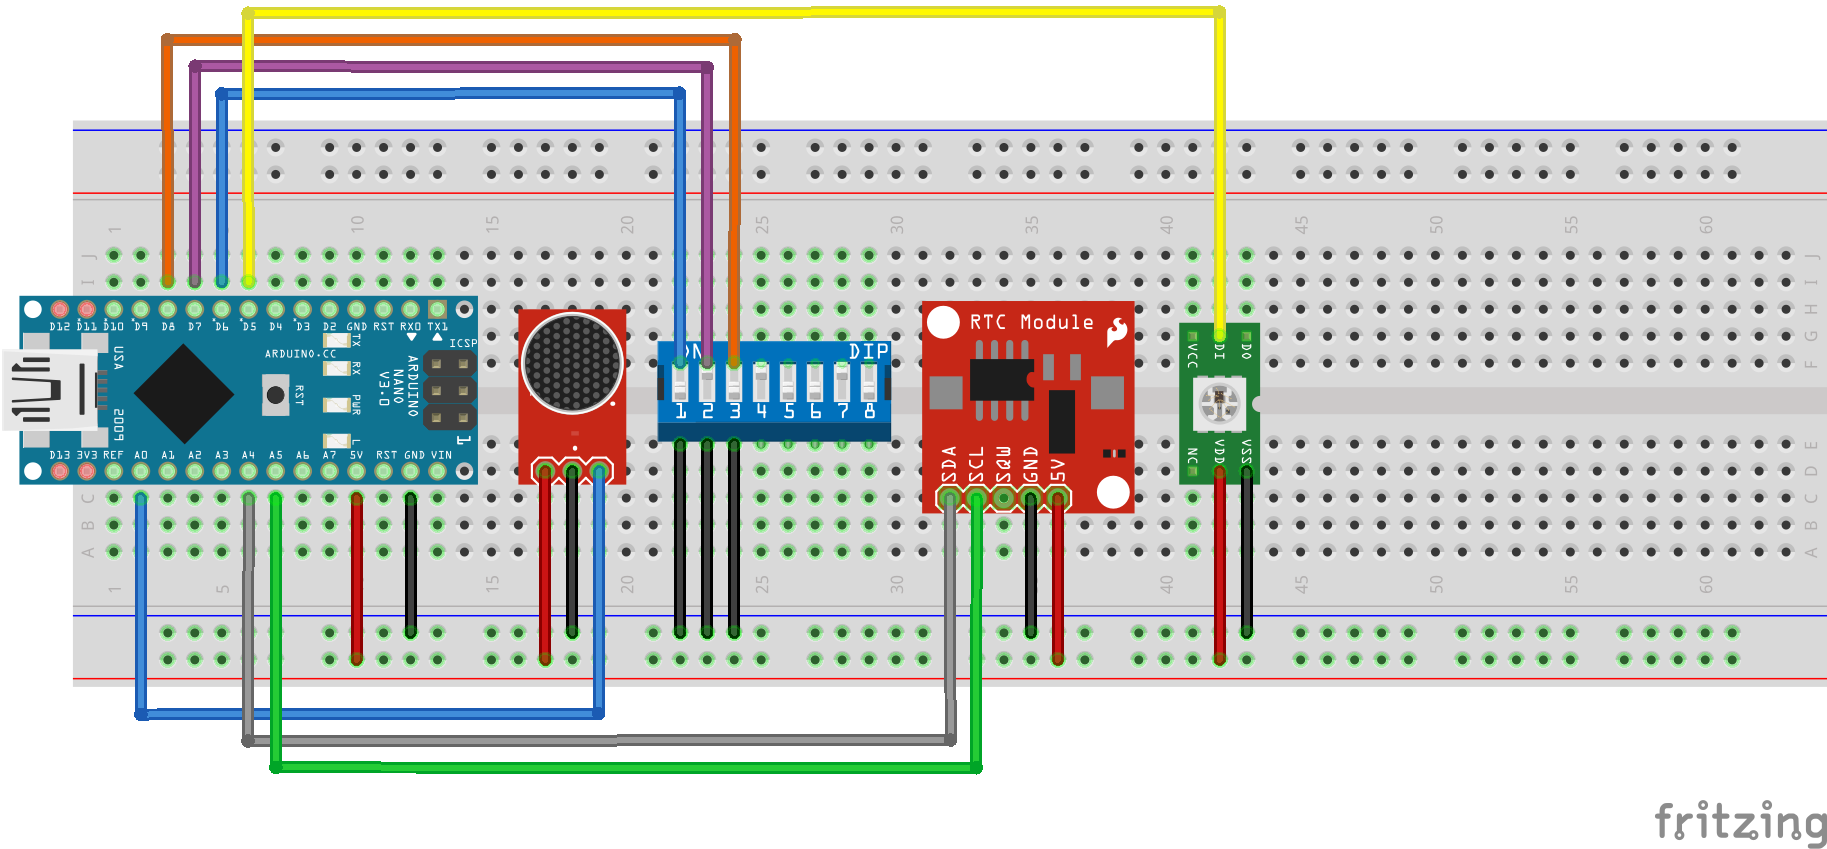 1 5 10 15 20 25 30 35 40 45 50 55 60
J J
I I
H
G
F
E
D
C C
B B
A A
D12 D11 D10 D9 D8 D7 D6 D5 D4 D3 D2 GND RST RX0 TX1
USA
ARDUINO.CC
ICSP
TX
RX
PWR
L
RST
ARDUINO
NANO
V3.0
2009
1
D13 3V3 REF A0 A1 A2 A3 A4 A5 A6 A7 5V RST GND VIN
DIP
1 2 3 4 5 6 7 8
RTC Module
SDA
SCL
SQW
GND
5V
VCC DI DO
NC VDD VSS
1 5 15 20 25 30 35 40 45 50 55 60
fritzing